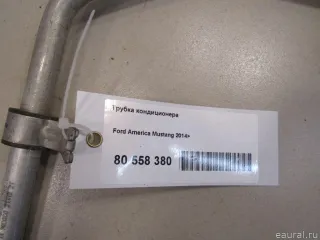 Трубка кондиционера
Ford America Mustang 2014>
80 558 380
eaural.ru